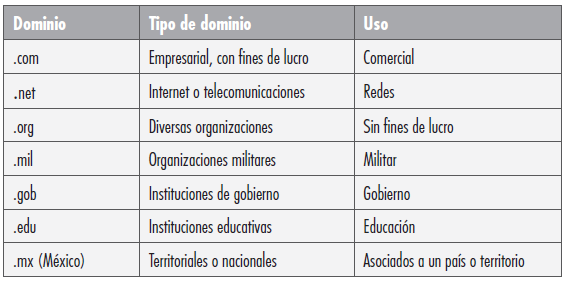 Dominio Tipo de dominio Uso
.com Empresarial, con fines de lucro Comercial
.net Internet o telecomunicaciones Redes
.org Diversas organizaciones Sin fines de lucro
.mil Organizaciones militares Militar
.gob Instituciones de gobierno Gobierno
.edu Instituciones educativas Educación
.mx (México) Territoriales o nacionales Asociados a un país o territorio